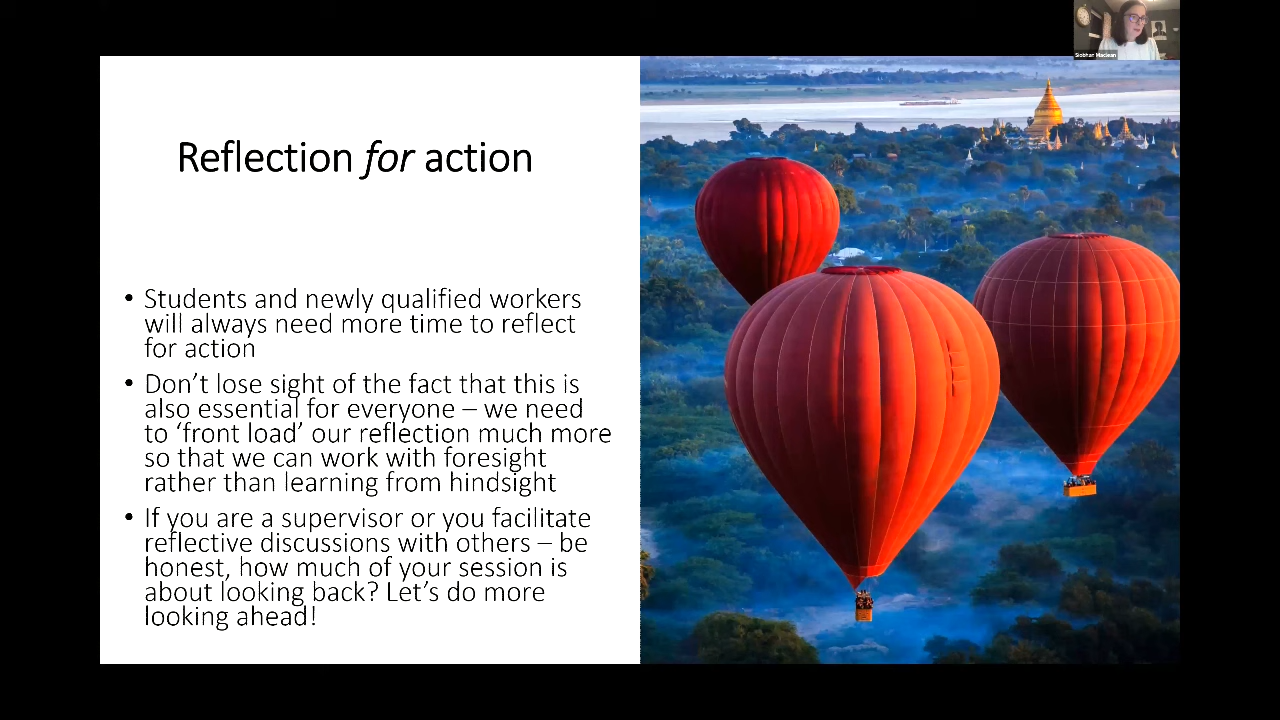 Siobhan Maclean
Reflection for action
• Students and newly qualified workers
will always need more time to reflect
for action
• Don’t lose sight of the fact that this is
also essential for everyone – we need
to ‘front load’ our reflection much more
so that we can work with foresight
rather than learning from hindsight
• If you are a supervisor or you facilitate
reflective discussions with others – be
honest, how much of your session is
about looking back? Let’s do more
looking ahead!